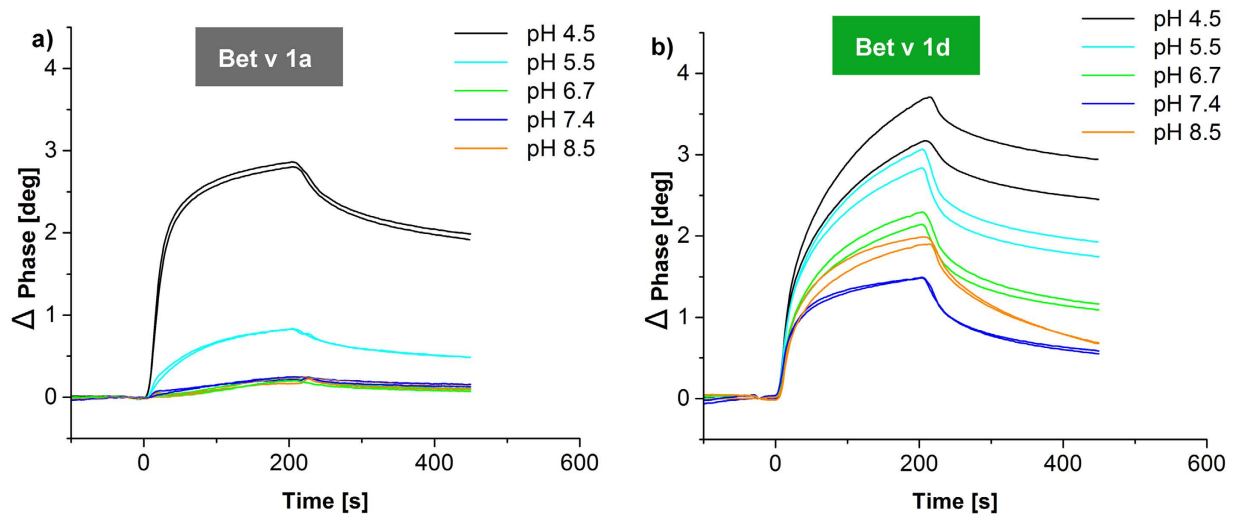 a)
Bet v 1a
pH 4.5
pH 5.5
pH 6.7
pH 7.4
pH 8.5
4
3
2
1
0
Δ Phase [deg]
0
200
400
600
Time [s]
b)
Bet v 1d
pH 4.5
pH 5.5
pH 6.7
pH 7.4
pH 8.5
4
3
2
1
0
Δ Phase [deg]
0
200
400
600
Time [s]